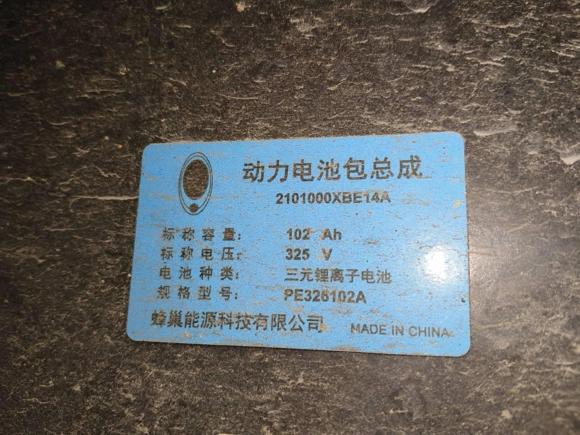 动力电池包总成
2101000XBE14A
标称容量: 102 Ah
标称电压: 325 V
电池种类: 三元锂离子电池
规格型号: PE326102A
蜂巢能源科技有限公司 MADE IN CHINA